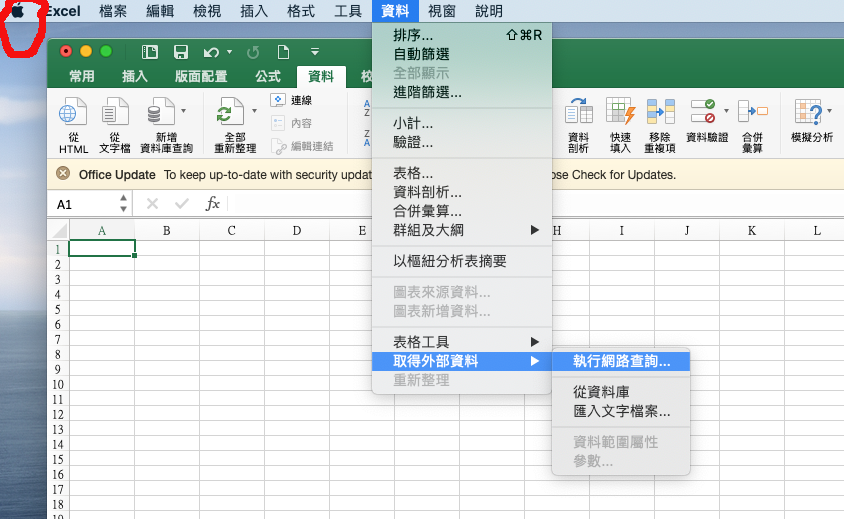 Excel 檔案 編輯 檢視 插入 格式 工具 資料 視窗 說明
常用 插入 版面配置 公式 資料 校
從 HTML
從 文字檔
新增 資料庫查詢
全部 重新整理
連線
內容
編輯連結
A Z
Z A
資料 剖析
快速 填入
移除 重複項
資料驗證
合併 彙算
模擬分析
Office Update To keep up-to-date with security updat
ose Check for Updates.
A1 fx
A B C D E H I J K L
1
2
3
4
5
6
7
8
9
10
11
12
13
14
15
16
17
18
19
排序... ⇧⌘R
自動篩選
全部顯示
進階篩選...
小計...
驗證...
表格...
資料剖析...
合併彙算...
群組及大綱
以樞紐分析表摘要
圖表來源資料...
圖表新增資料...
表格工具
取得外部資料
重新整理
執行網路查詢...
從資料庫
匯入文字檔案...
資料範圍屬性
參數...